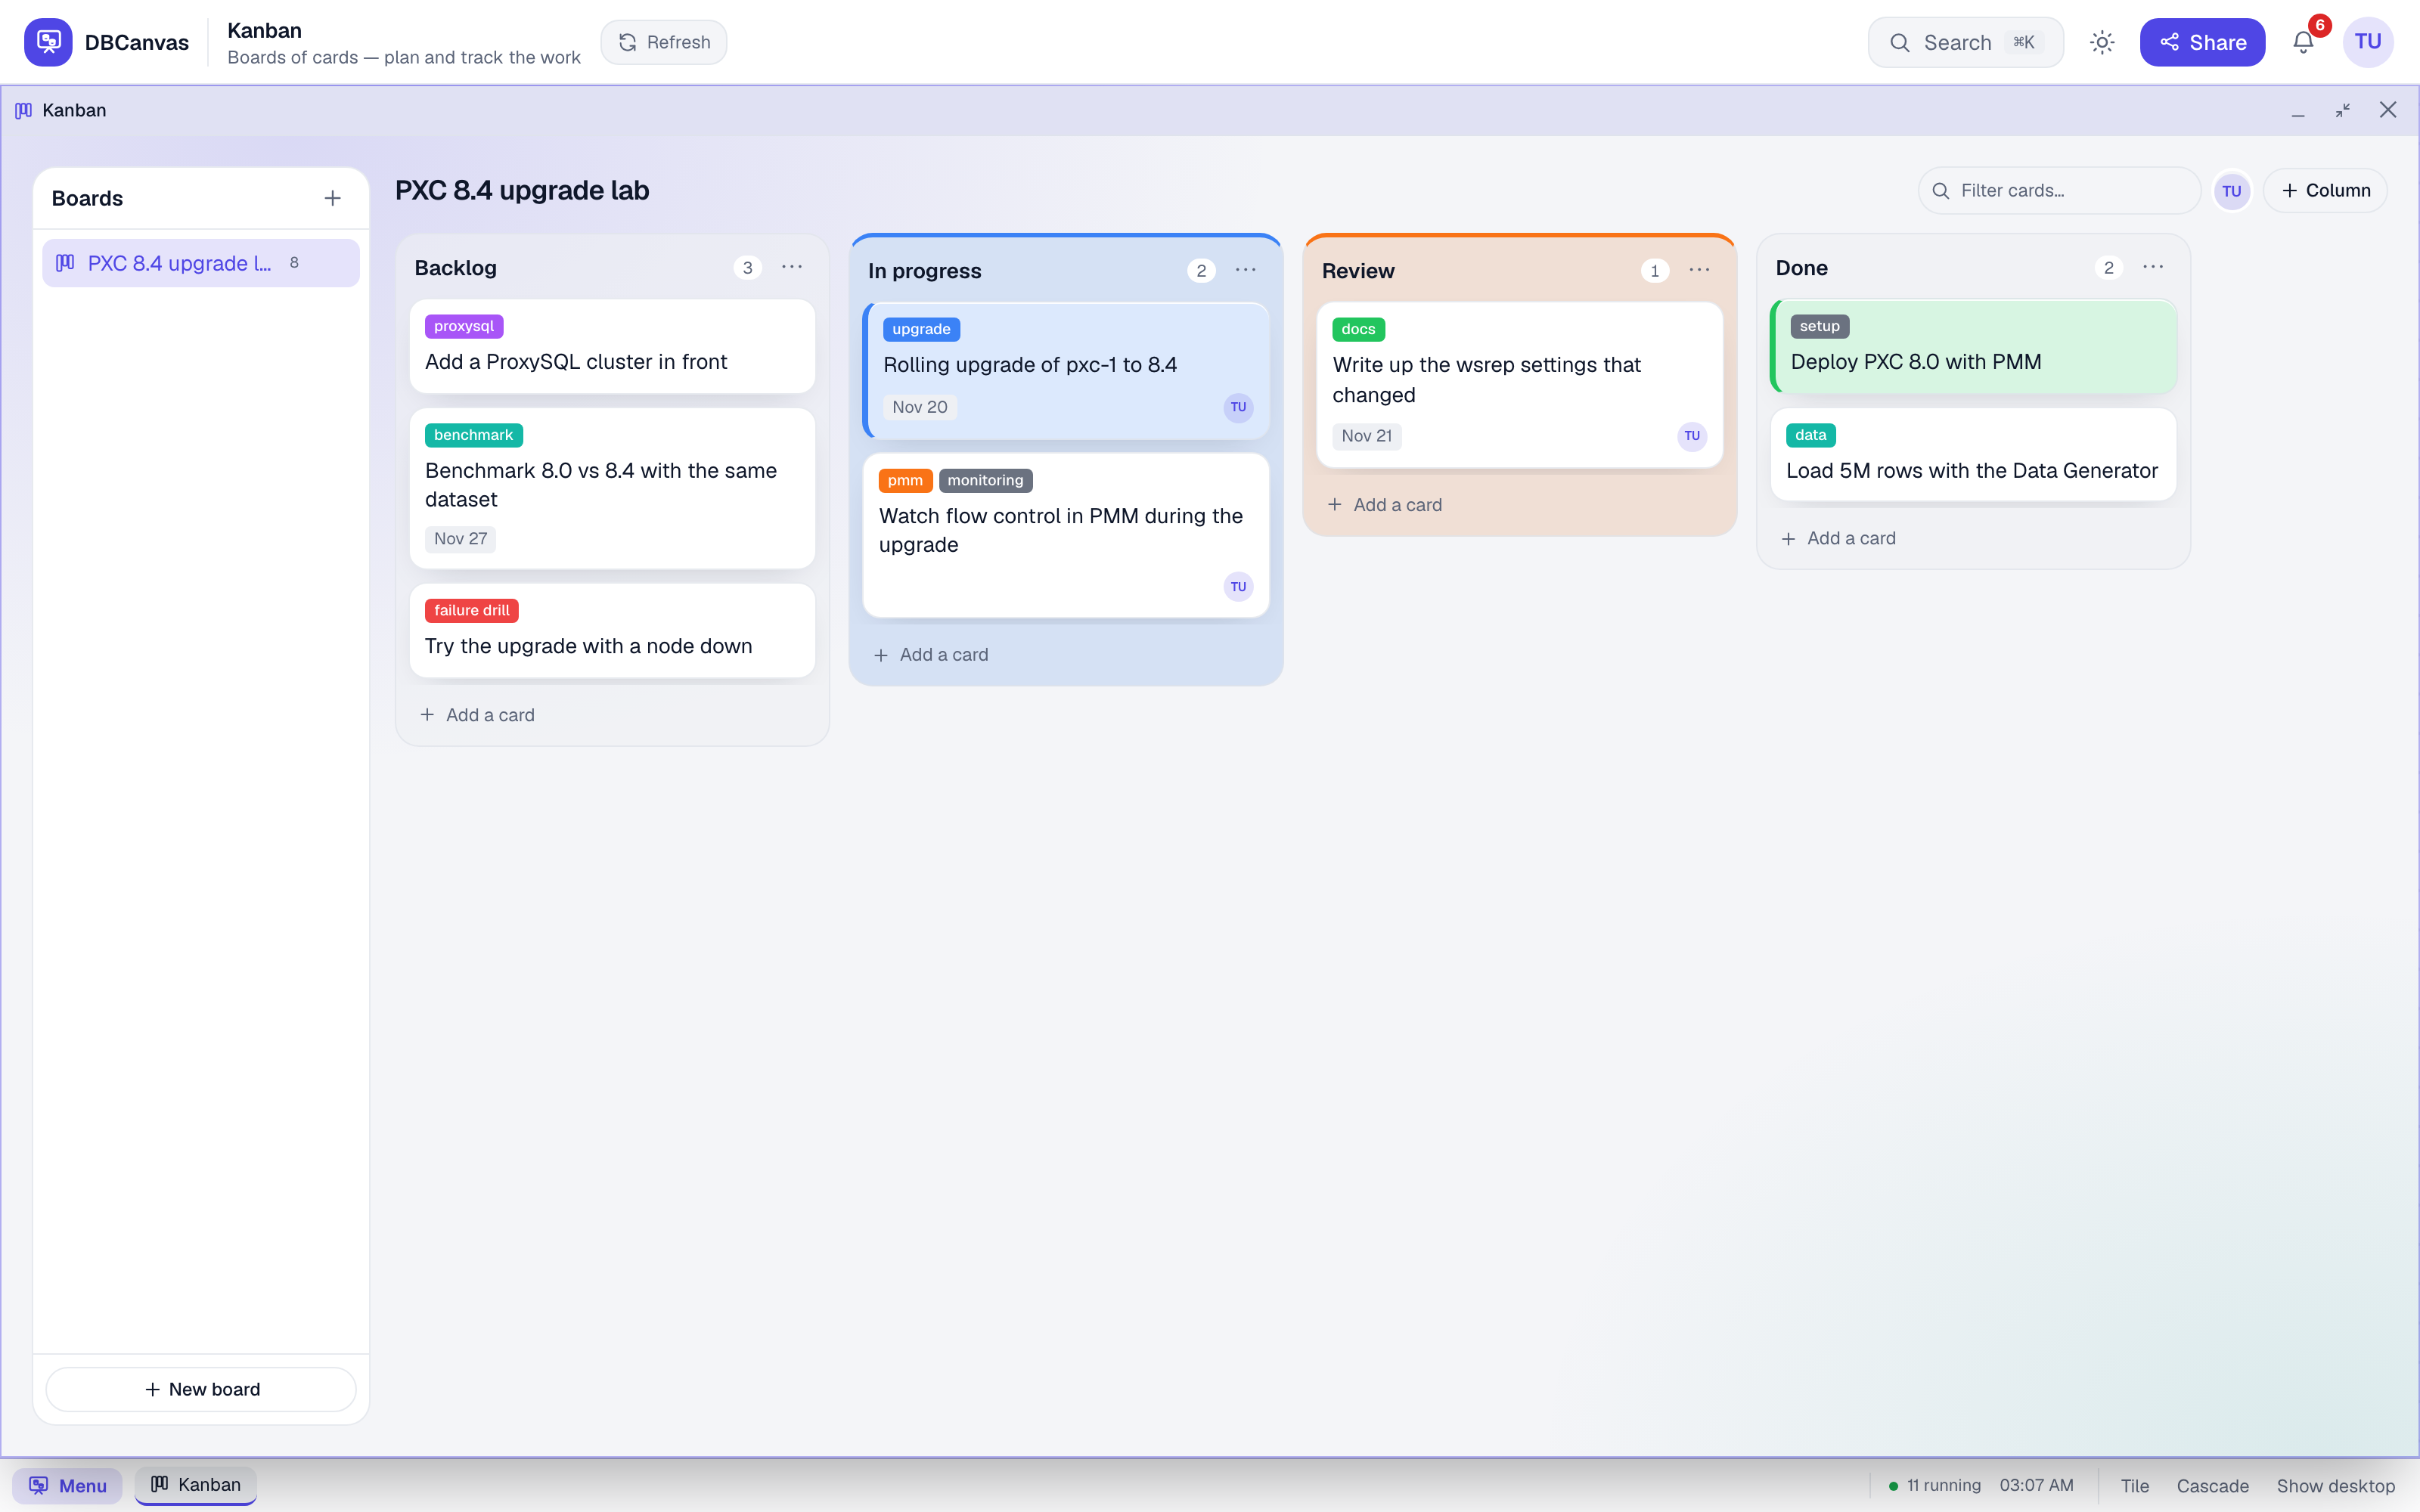 DBCanvas
Kanban
Boards of cards — plan and track the work
Refresh
Search ⌘K
Share
6
TU
Kanban
Boards
PXC 8.4 upgrade l... 8
New board
PXC 8.4 upgrade lab
Filter cards...
TU
Column
Backlog 3
proxysql
Add a ProxySQL cluster in front
benchmark
Benchmark 8.0 vs 8.4 with the same
dataset
Nov 27
failure drill
Try the upgrade with a node down
Add a card
In progress 2
upgrade
Rolling upgrade of pxc-1 to 8.4
Nov 20
TU
pmm monitoring
Watch flow control in PMM during the
upgrade
TU
Add a card
Review 1
docs
Write up the wsrep settings that
changed
Nov 21
TU
Add a card
Done 2
setup
Deploy PXC 8.0 with PMM
data
Load 5M rows with the Data Generator
Add a card
Menu
Kanban
11 running
03:07 AM
Tile
Cascade
Show desktop